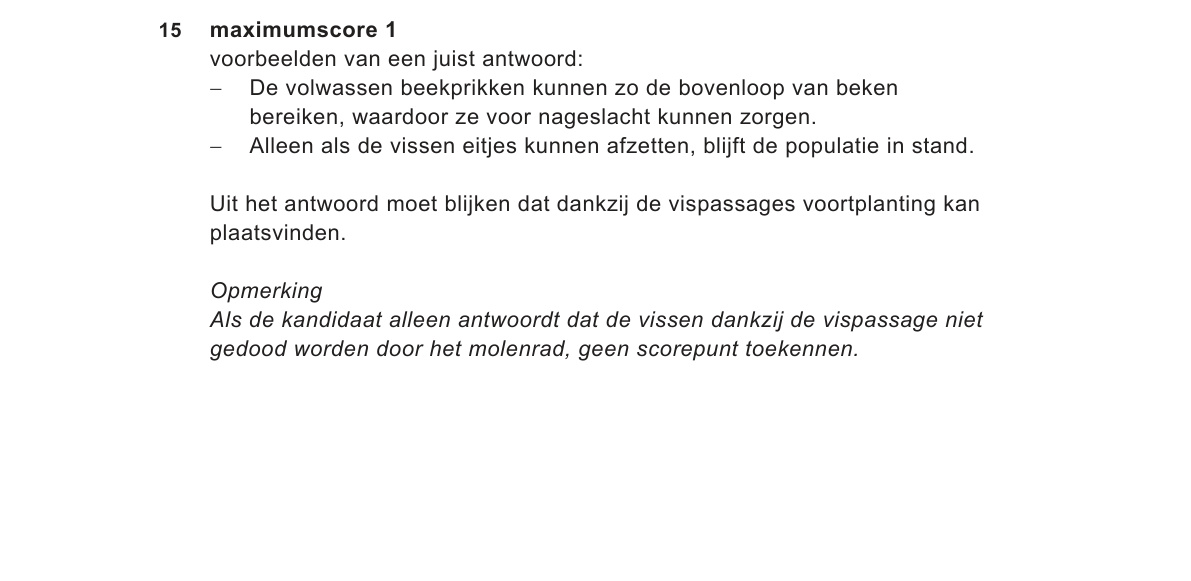 15 maximumscore 1
voorbeelden van een juist antwoord:
– De volwassen beekprikken kunnen zo de bovenloop van beken
bereiken, waardoor ze voor nageslacht kunnen zorgen.
– Alleen als de vissen eitjes kunnen afzetten, blijft de populatie in stand.
Uit het antwoord moet blijken dat dankzij de vispassages voortplanting kan
plaatsvinden.
Opmerking
Als de kandidaat alleen antwoordt dat de vissen dankzij de vispassage niet
gedood worden door het molenrad, geen scorepunt toekennen.